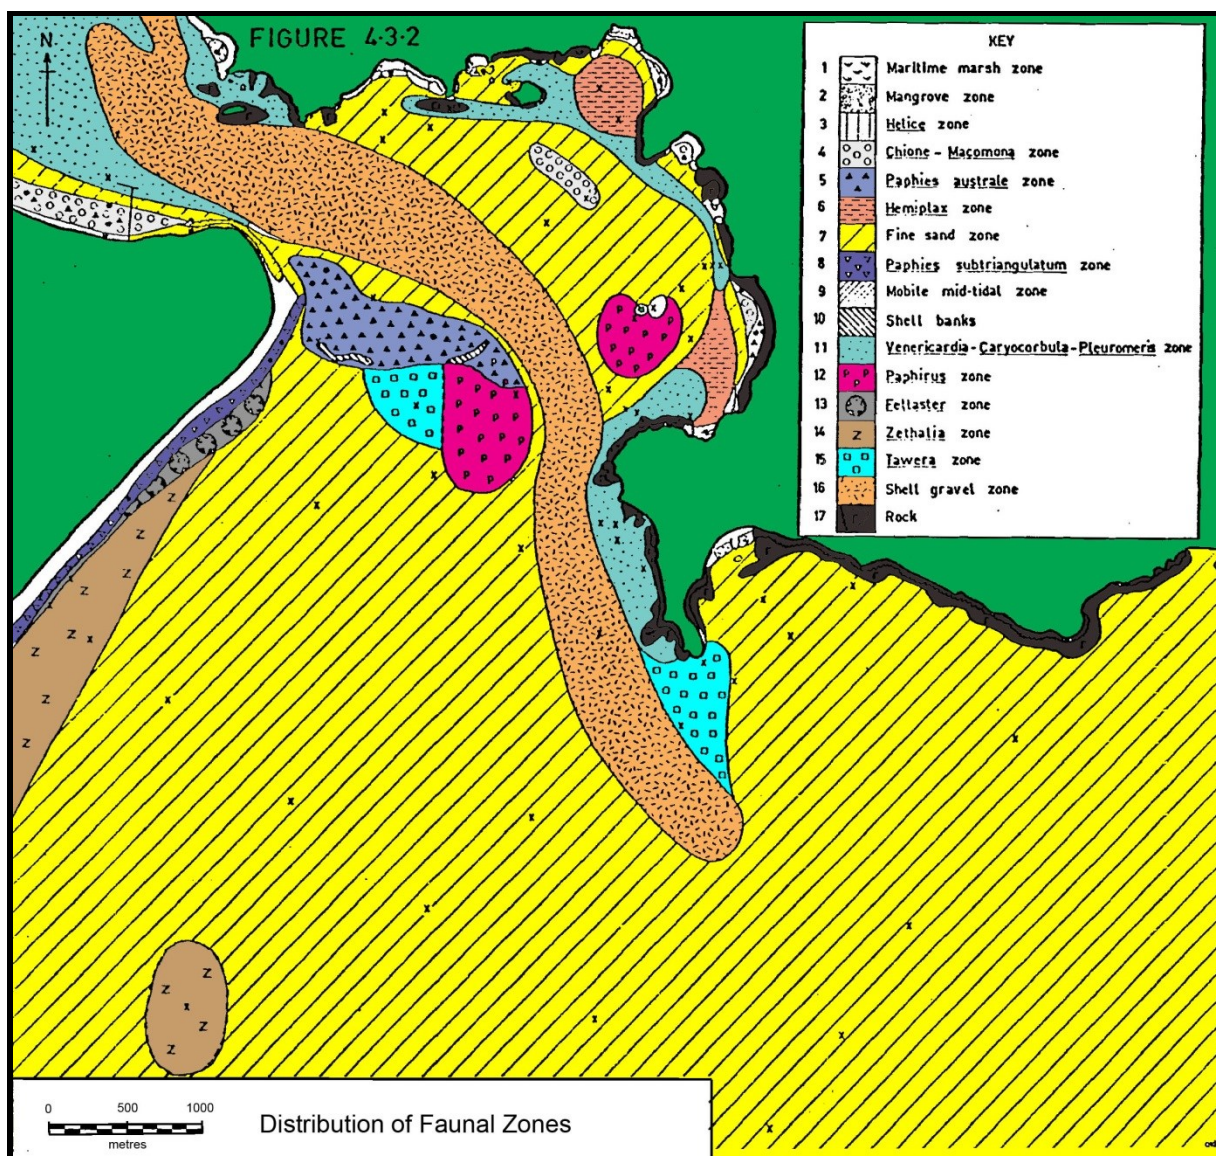 FIGURE 4·3·2
N
KEY
1 Maritime marsh zone
2 Mangrove zone
3 Helice zone
4 Chione - Macomona zone
5 Paphies australe zone
6 Hemiplax zone
7 Fine sand zone
8 Paphies subtriangulatum zone
9 Mobile mid-tidal zone
10 Shell banks
11 Venericardia-Caryocorbula-Pleuromeris zone
12 Paphirus zone
13 Fellaster zone
14 Zethalia zone
15 Tawera zone
16 Shell gravel zone
17 Rock
0 500 1000
metres
Distribution of Faunal Zones